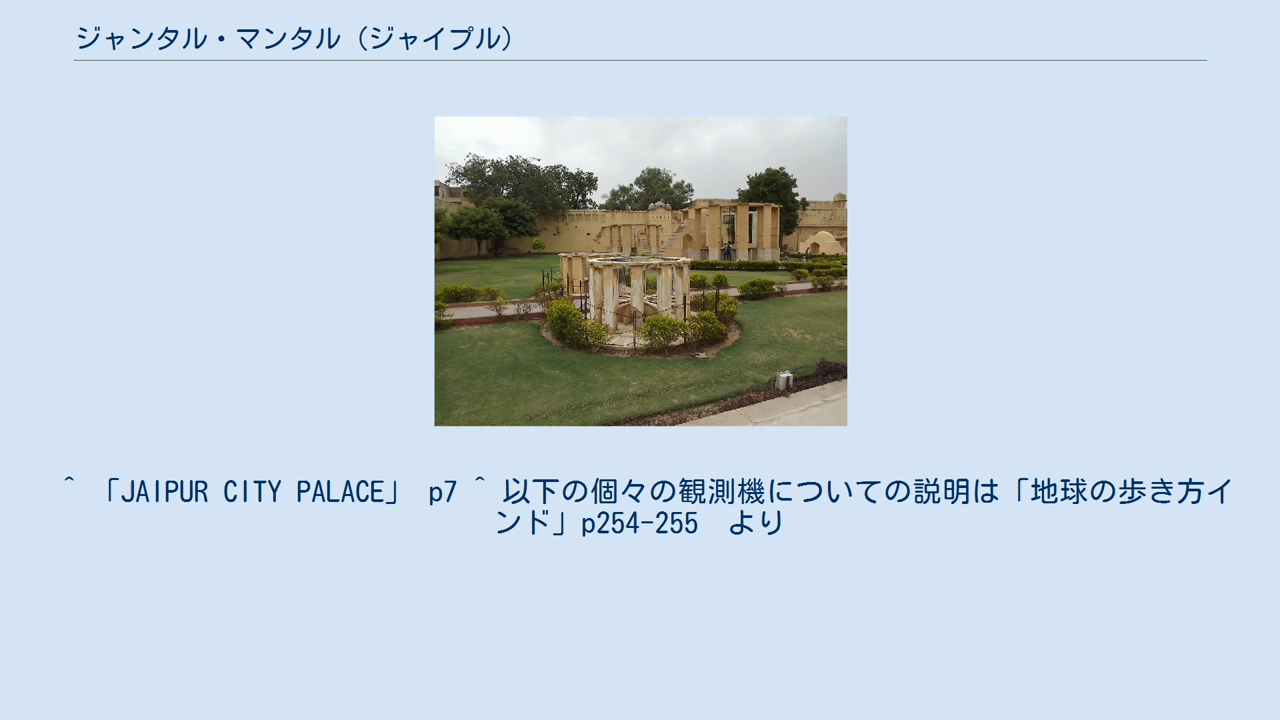 ジャンタル・マンタル（ジャイプル）
^ 「JAIPUR CITY PALACE」 p7 ^ 以下の個々の観測機についての説明は「地球の歩き方イ
ンド」p254-255　より